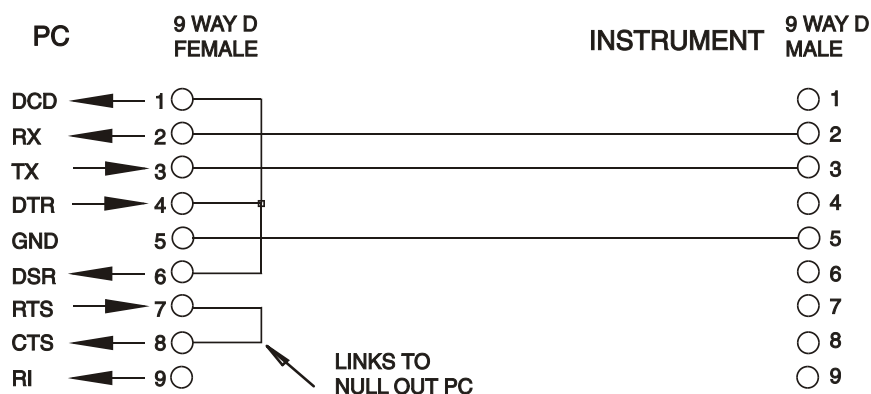 PC
9 WAY D
FEMALE
INSTRUMENT
9 WAY D
MALE
DCD 1 1
RX 2 2
TX 3 3
DTR 4 4
GND 5 5
DSR 6 6
RTS 7 7
CTS 8 8
RI 9 9
LINKS TO
NULL OUT PC